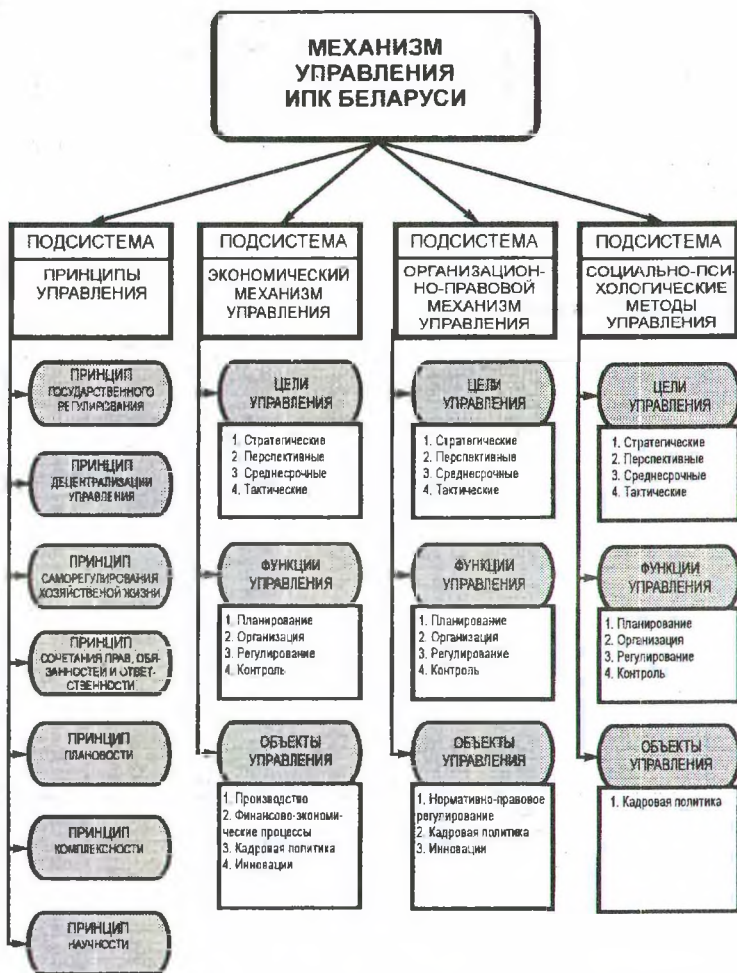 МЕХАНИЗМ
УПРАВЛЕНИЯ
ИПК БЕЛАРУСИ
ПОДСИСТЕМА
ПРИНЦИПЫ
УПРАВЛЕНИЯ
ПРИНЦИП
ГОСУДАРСТВЕННОГО
РЕГУЛИРОВАНИЯ
ПРИНЦИП
ДЕЦЕНТРАЛИЗАЦИИ
УПРАВЛЕНИЯ
ПРИНЦИП
САМОРЕГУЛИРОВАНИЯ
ХОЗЯЙСТВЕНОЙ ЖИЗНИ
ПРИНЦИП
СОЧЕТАНИЯ ПРАВ, ОБЯ-
ЗАННОСТЕЙ И ОТВЕТ-
СТВЕННОСТИ
ПРИНЦИП
ПЛАНОВОСТИ
ПРИНЦИП
КОМПЛЕКСНОСТИ
ПРИНЦИП
НАУЧНОСТИ
ПОДСИСТЕМА
ЭКОНОМИЧЕСКИЙ
МЕХАНИЗМ
УПРАВЛЕНИЯ
ЦЕЛИ
УПРАВЛЕНИЯ
1. Стратегические
2 Перспективные
3 Среднесрочные
4. Тактические
ФУНКЦИИ
УПРАВЛЕНИЯ
1. Планирование
2. Организация
3. Регулирование
4. Контроль
ОБЪЕКТЫ
УПРАВЛЕНИЯ
1. Производство
2. Финансово-экономи-
ческие процессы
3. Кадровая политика
4. Инновации
ПОДСИСТЕМА
ОРГАНИЗАЦИОН-
НО-ПРАВОВОЙ
МЕХАНИЗМ
УПРАВЛЕНИЯ
ЦЕЛИ
УПРАВЛЕНИЯ
1. Стратегические
2 Перспективные
3 Среднесрочные
4. Тактические
ФУНКЦИИ
УПРАВЛЕНИЯ
1. Планирование
2. Организация
3. Регулирование
4. Контроль
ОБЪЕКТЫ
УПРАВЛЕНИЯ
1. Нормативно-правовое
регулирование
2. Кадровая политика
3. Инновации
ПОДСИСТЕМА
СОЦИАЛЬНО-ПСИ-
ХОЛОГИЧЕСКИЕ
МЕТОДЫ
УПРАВЛЕНИЯ
ЦЕЛИ
УПРАВЛЕНИЯ
1. Стратегические
2 Перспективные
3 Среднесрочные
4. Тактические
ФУНКЦИИ
УПРАВЛЕНИЯ
1. Планирование
2. Организация
3. Регулирование
4. Контроль
ОБЪЕКТЫ
УПРАВЛЕНИЯ
1. Кадровая политика